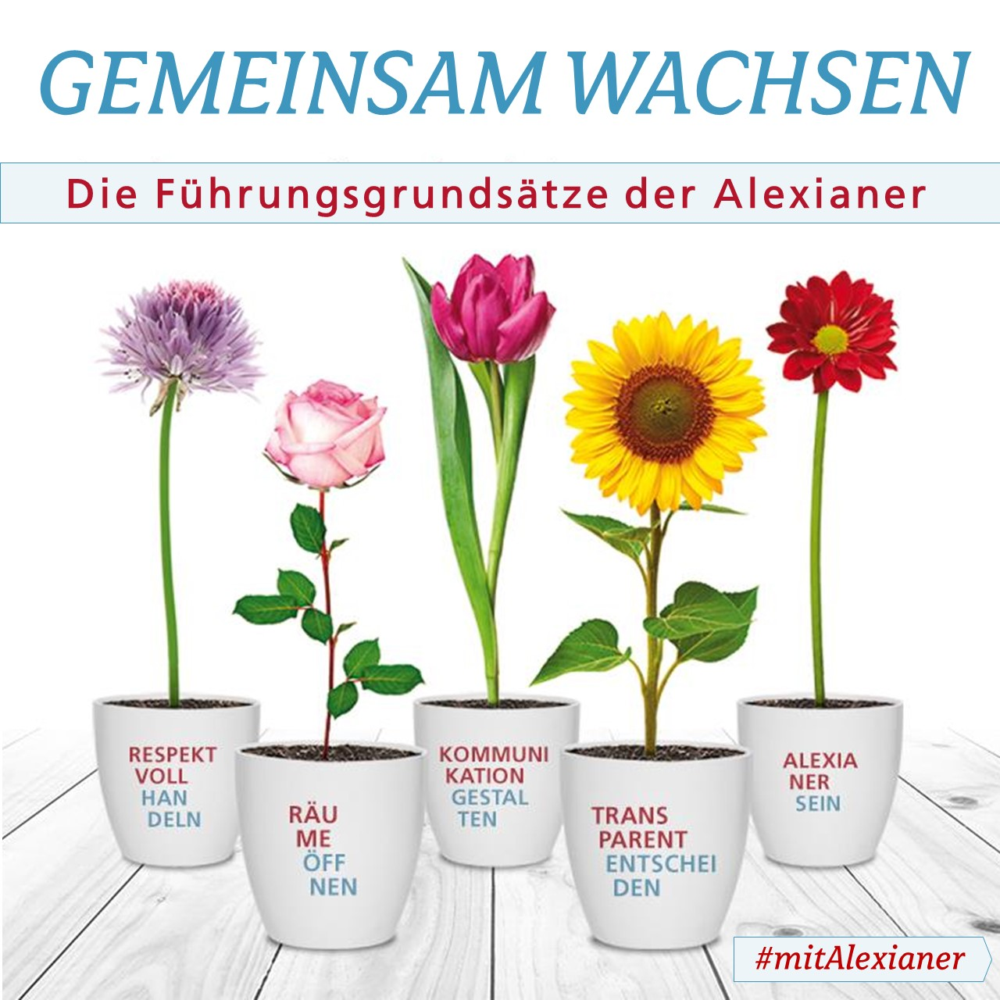 GEMEINSAM WACHSEN
Die Führungsgrundsätze der Alexianer
RESPEKT
VOLL
HAN
DELN
RÄU
ME
ÖFF
NEN
KOMMUNI
KATION
GESTAL
TEN
TRANS
PARENT
ENTSCHEI
DEN
ALEXIA
NER
SEIN
#mitAlexianer